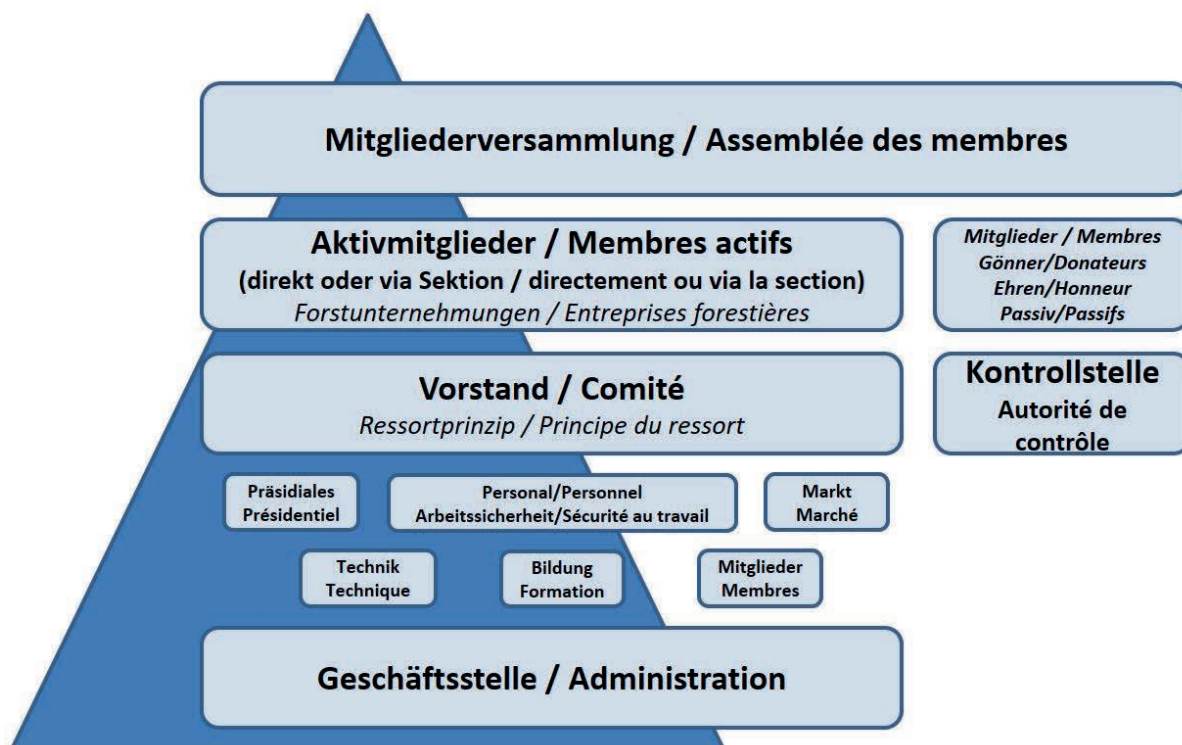 Mitgliederversammlung / Assemblée des membres
Aktivmitglieder / Membres actifs
(direkt oder via Sektion / directement ou via la section)
Forstunternehmungen / Entreprises forestières
Mitglieder / Membres
Gönner/Donateurs
Ehren/Honneur
Passiv/Passifs
Vorstand / Comité
Ressortprinzip / Principe du ressort
Kontrollstelle
Autorité de
contrôle
Präsidiales
Présidentiel
Personal/Personnel
Arbeitssicherheit/Sécurité au travail
Markt
Marché
Technik
Technique
Bildung
Formation
Mitglieder
Membres
Geschäftsstelle / Administration